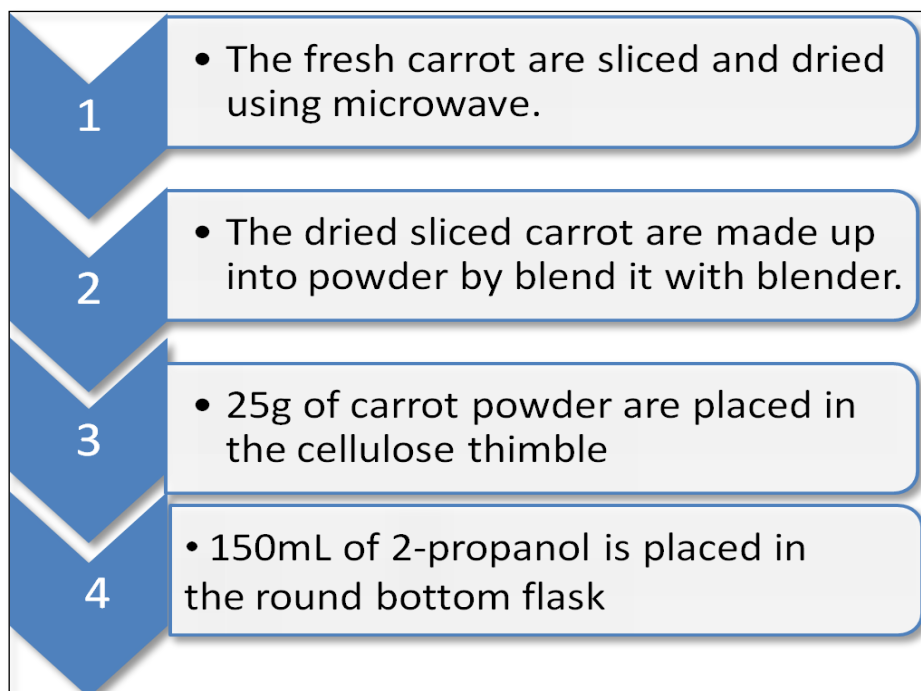 1
• The fresh carrot are sliced and dried
using microwave.
2
• The dried sliced carrot are made up
into powder by blend it with blender.
3
• 25g of carrot powder are placed in
the cellulose thimble
4
• 150mL of 2-propanol is placed in
the round bottom flask